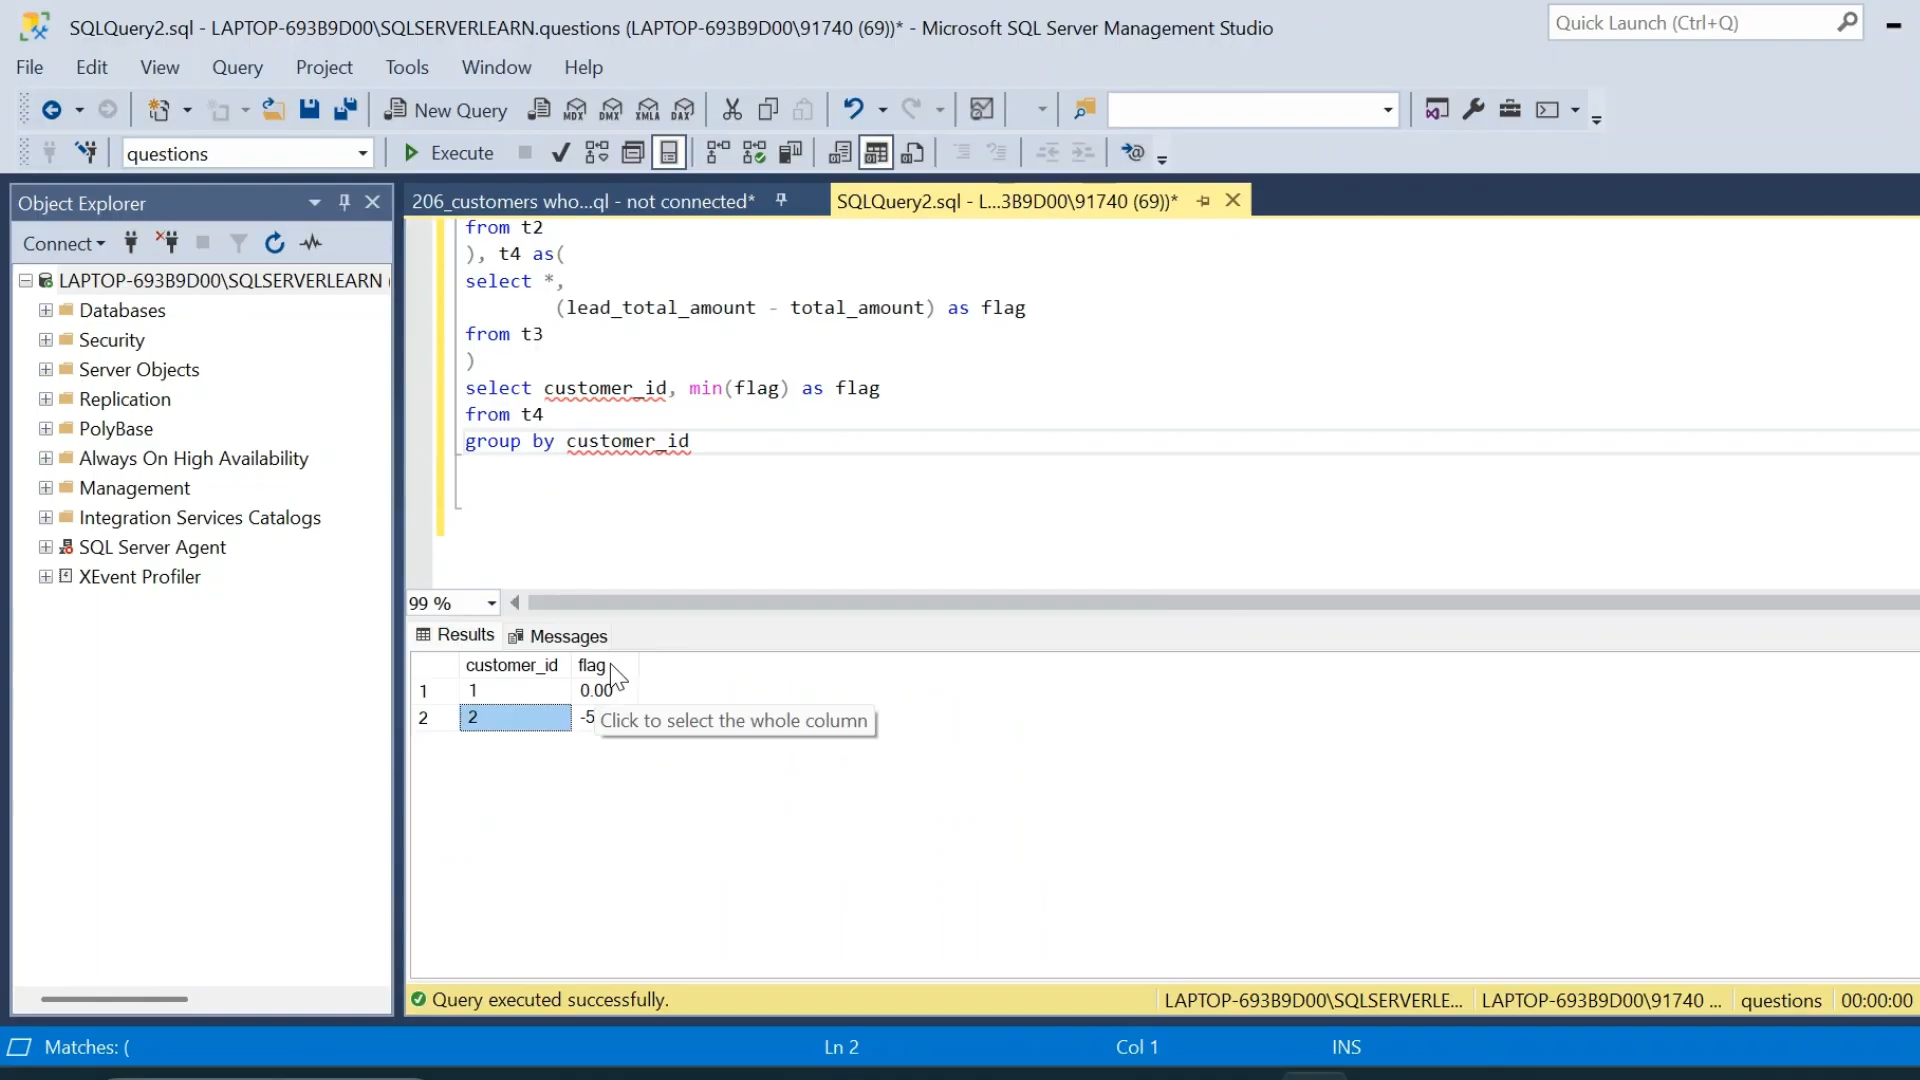 SQLQuery2.sql - LAPTOP-693B9D00\SQLSERVERLEARN.questions (LAPTOP-693B9D00\91740 (69))* - Microsoft SQL Server Management Studio
Quick Launch (Ctrl+Q)
File Edit View Query Project Tools Window Help
New Query MDX DMX XMLA DAX
questions Execute
Object Explorer
206_customers who...ql - not connected*
SQLQuery2.sql - L...3B9D00\91740 (69))*
Connect
LAPTOP-693B9D00\SQLSERVERLEARN (
Databases
Security
Server Objects
Replication
PolyBase
Always On High Availability
Management
Integration Services Catalogs
SQL Server Agent
XEvent Profiler
from t2
), t4 as(
select *,
(lead_total_amount - total_amount) as flag
from t3
)
select customer_id, min(flag) as flag
from t4
group by customer_id
99 %
Results Messages
customer_id flag
1 1 0.00
2 2 -5
Click to select the whole column
Query executed successfully.
LAPTOP-693B9D00\SQLSERVERLE... LAPTOP-693B9D00\91740 ... questions 00:00:00
Matches: ( Ln 2 Col 1 INS